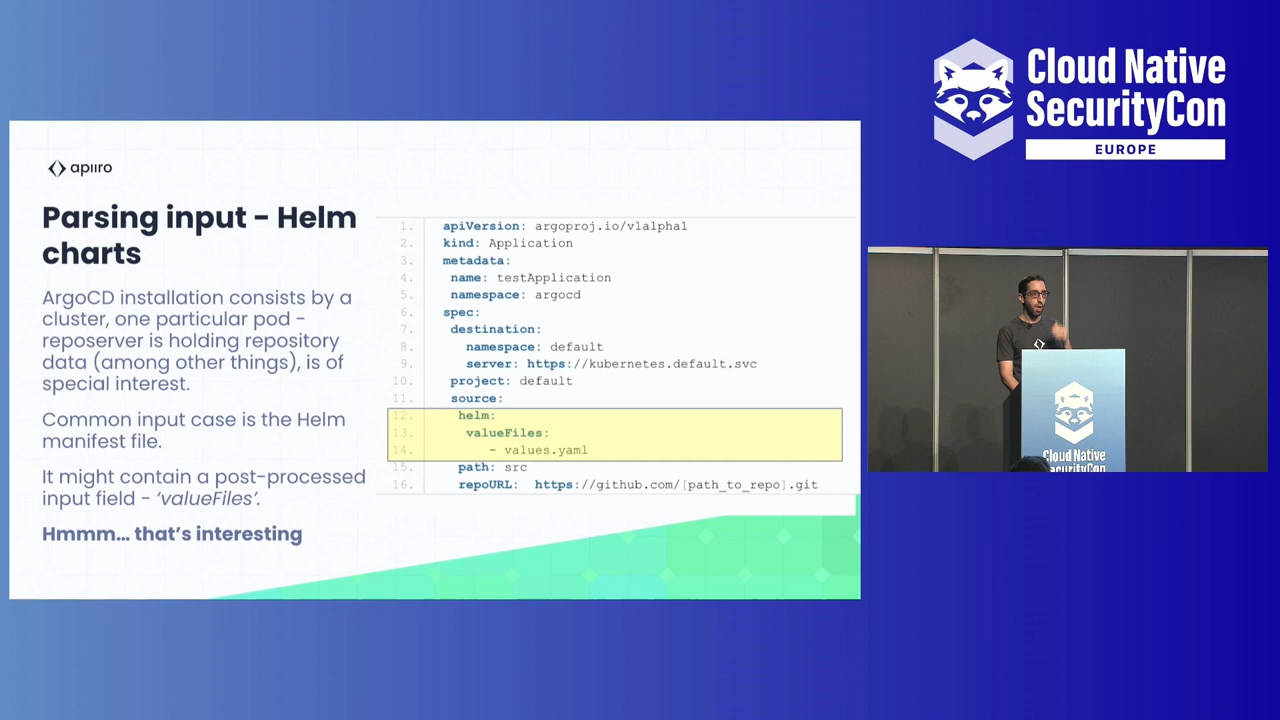 Cloud Native
SecurityCon
EUROPE
apiiro
Parsing input - Helm
charts
ArgoCD installation consists by a
cluster, one particular pod -
reposerver is holding repository
data (among other things), is of
special interest.
Common input case is the Helm
manifest file.
It might contain a post-processed
input field - ‘valueFiles’.
Hmmm... that’s interesting
1. apiVersion: argoproj.io/v1alpha1
2. kind: Application
3. metadata:
4. name: testApplication
5. namespace: argocd
6. spec:
7. destination:
8. namespace: default
9. server: https://kubernetes.default.svc
10. project: default
11. source:
12. helm:
13. valueFiles:
14. - values.yaml
15. path: src
16. repoURL: https://github.com/[path_to_repo].git
Cloud Native
SecurityCon